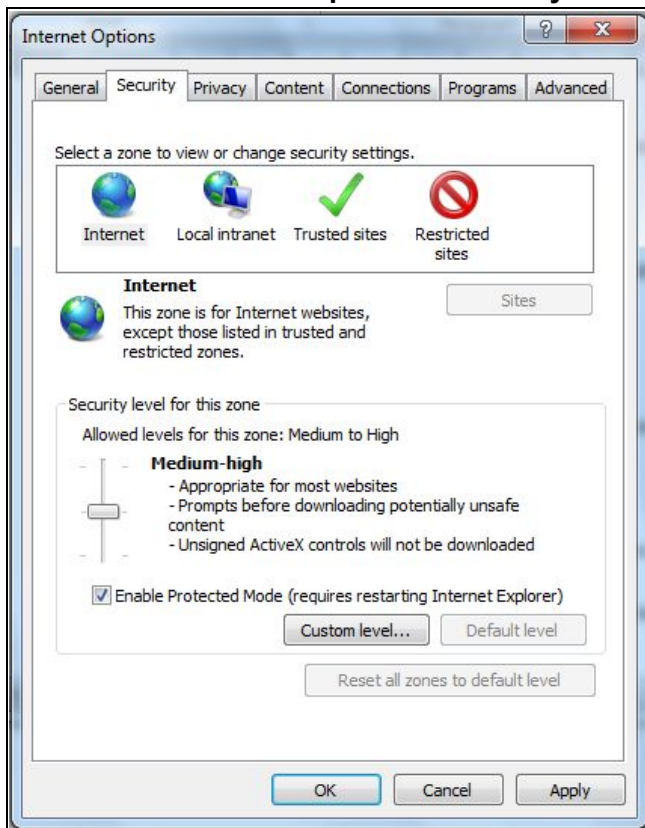 Internet Options
General Security Privacy Content Connections Programs Advanced
Select a zone to view or change security settings.
Internet Local intranet Trusted sites Restricted
sites
Internet
This zone is for Internet websites,
except those listed in trusted and
restricted zones.
Sites
Security level for this zone
Allowed levels for this zone: Medium to High
Medium-high
- Appropriate for most websites
- Prompts before downloading potentially unsafe
content
- Unsigned ActiveX controls will not be downloaded
Enable Protected Mode (requires restarting Internet Explorer)
Custom level... Default level
Reset all zones to default level
OK Cancel Apply